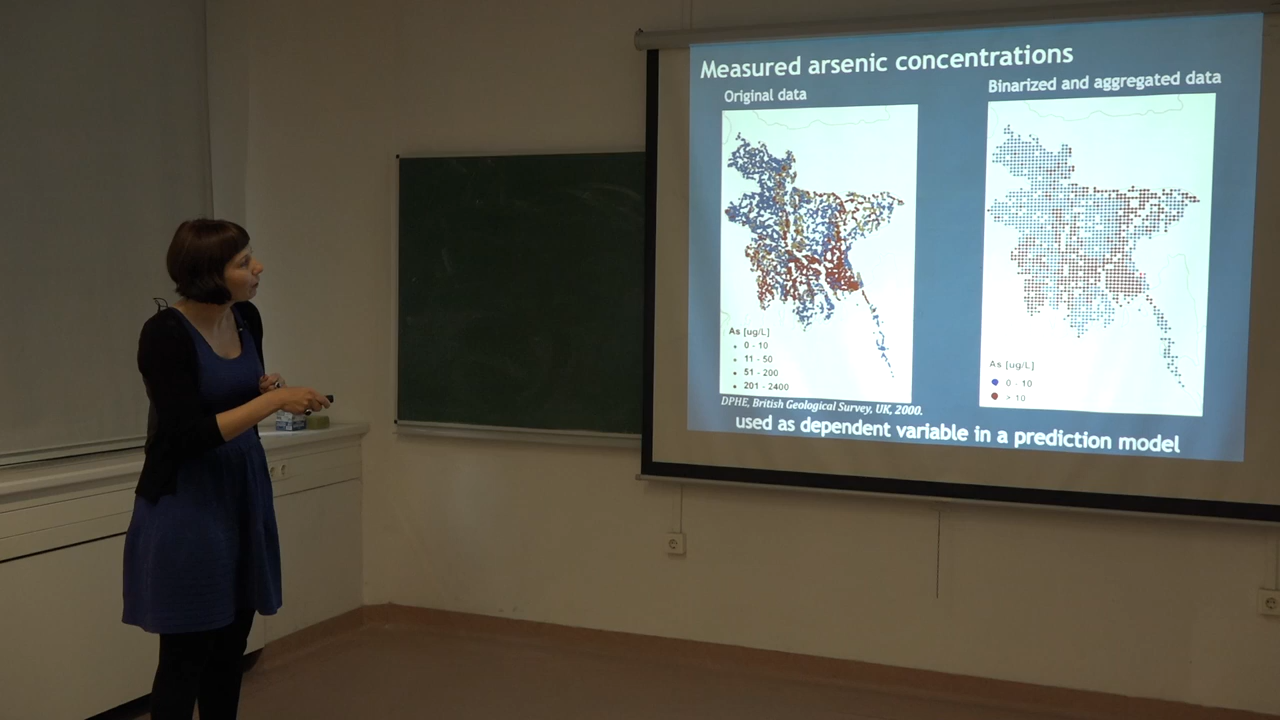 Measured arsenic concentrations
Original data
Binarized and aggregated data
As [ug/L]
0 - 10
11 - 50
51 - 200
201 - 2400
As [ug/L]
0 - 10
> 10
DPHE, British Geological Survey, UK, 2000.
used as dependent variable in a prediction model